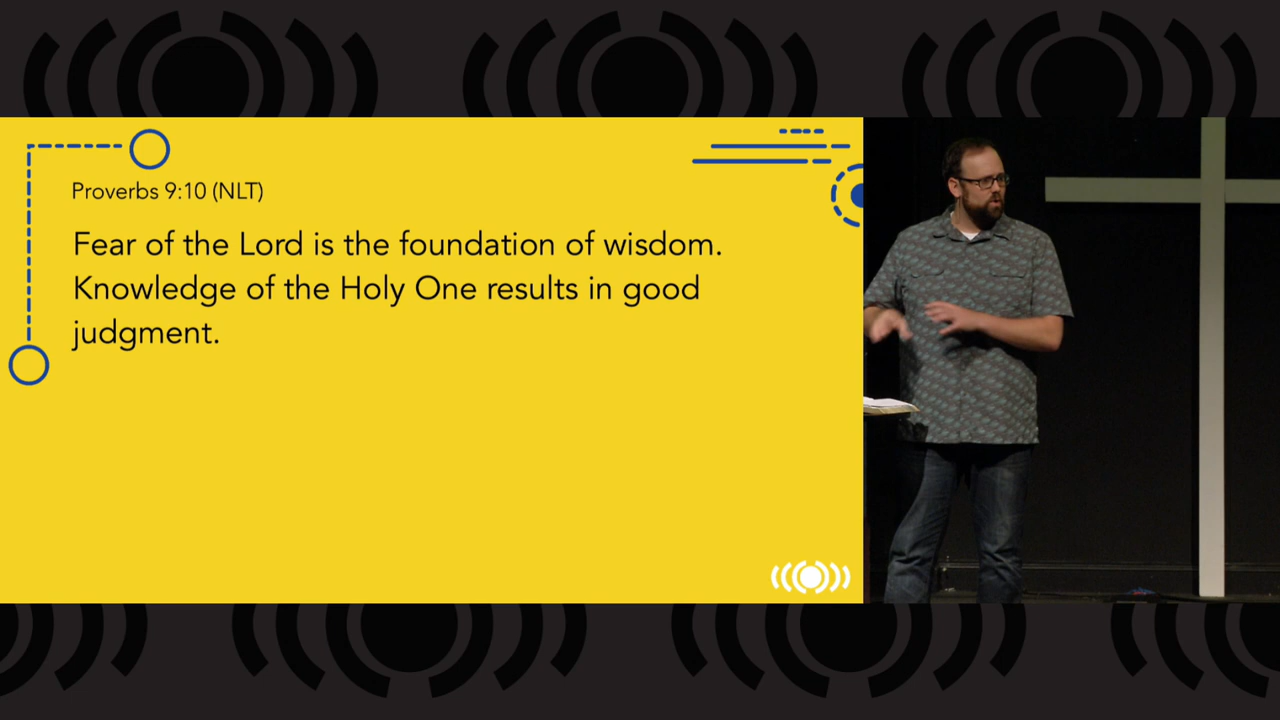 Proverbs 9:10 (NLT)
Fear of the Lord is the foundation of wisdom.
Knowledge of the Holy One results in good
judgment.